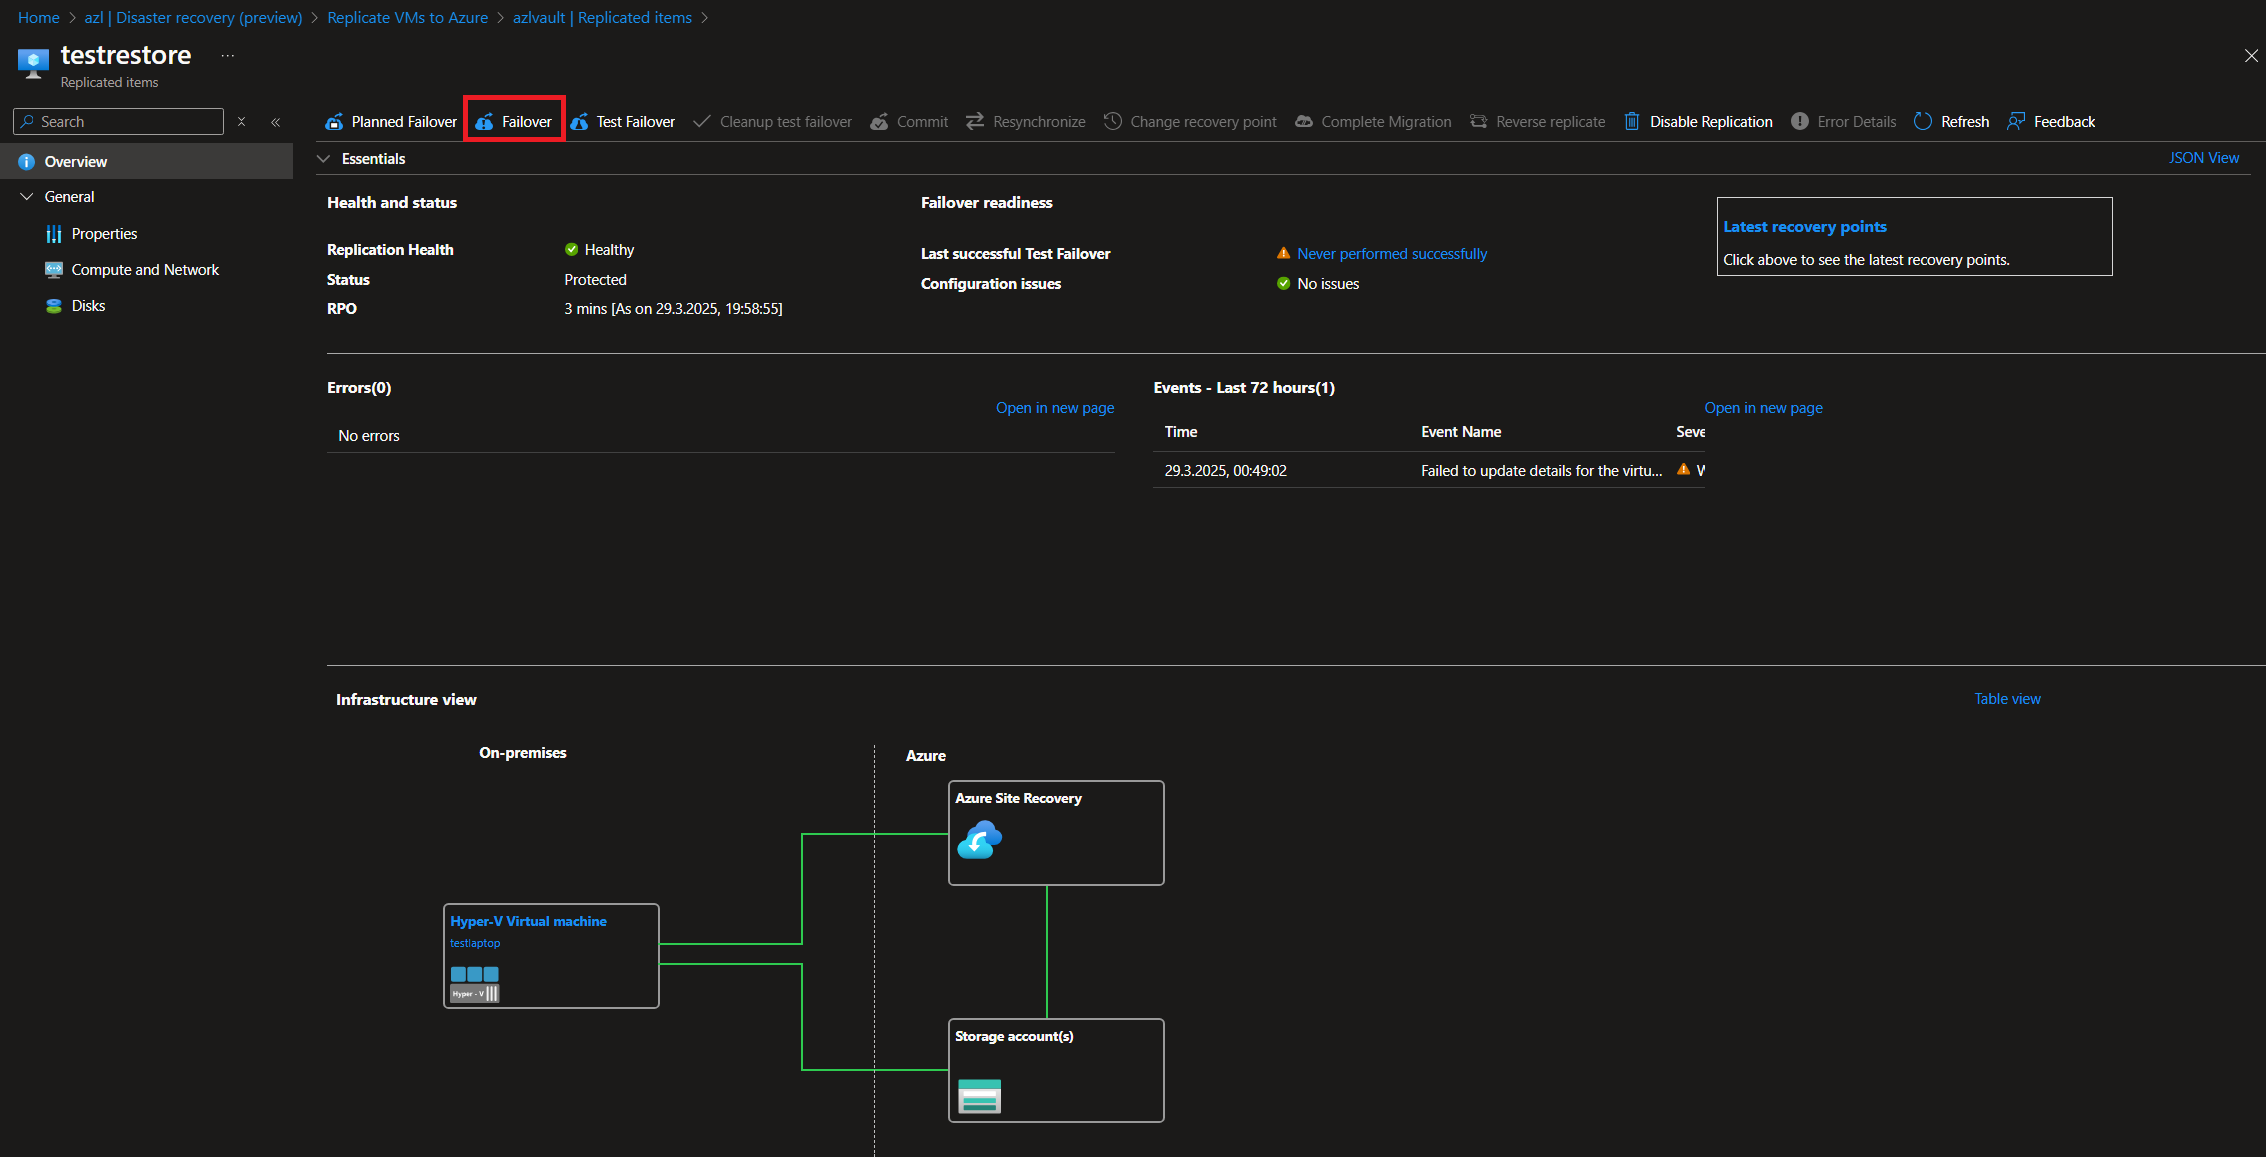 Home > azl | Disaster recovery (preview) > Replicate VMs to Azure > azlvault | Replicated items >
testrestore ...
Replicated items
Search
Planned Failover Failover Test Failover Cleanup test failover Commit Resynchronize Change recovery point Complete Migration Reverse replicate Disable Replication Error Details Refresh Feedback
Overview
General
Properties
Compute and Network
Disks
Essentials
JSON View
Health and status
Replication Health Healthy
Status Protected
RPO 3 mins [As on 29.3.2025, 19:58:55]
Failover readiness
Last successful Test Failover Never performed successfully
Configuration issues No issues
Latest recovery points
Click above to see the latest recovery points.
Errors(0)
Open in new page
No errors
Events - Last 72 hours(1)
Open in new page
Time Event Name Seve
29.3.2025, 00:49:02 Failed to update details for the virtu... W
Infrastructure view
Table view
On-premises
Azure
Azure Site Recovery
Hyper-V Virtual machine
testlaptop
Hyper - V
Storage account(s)